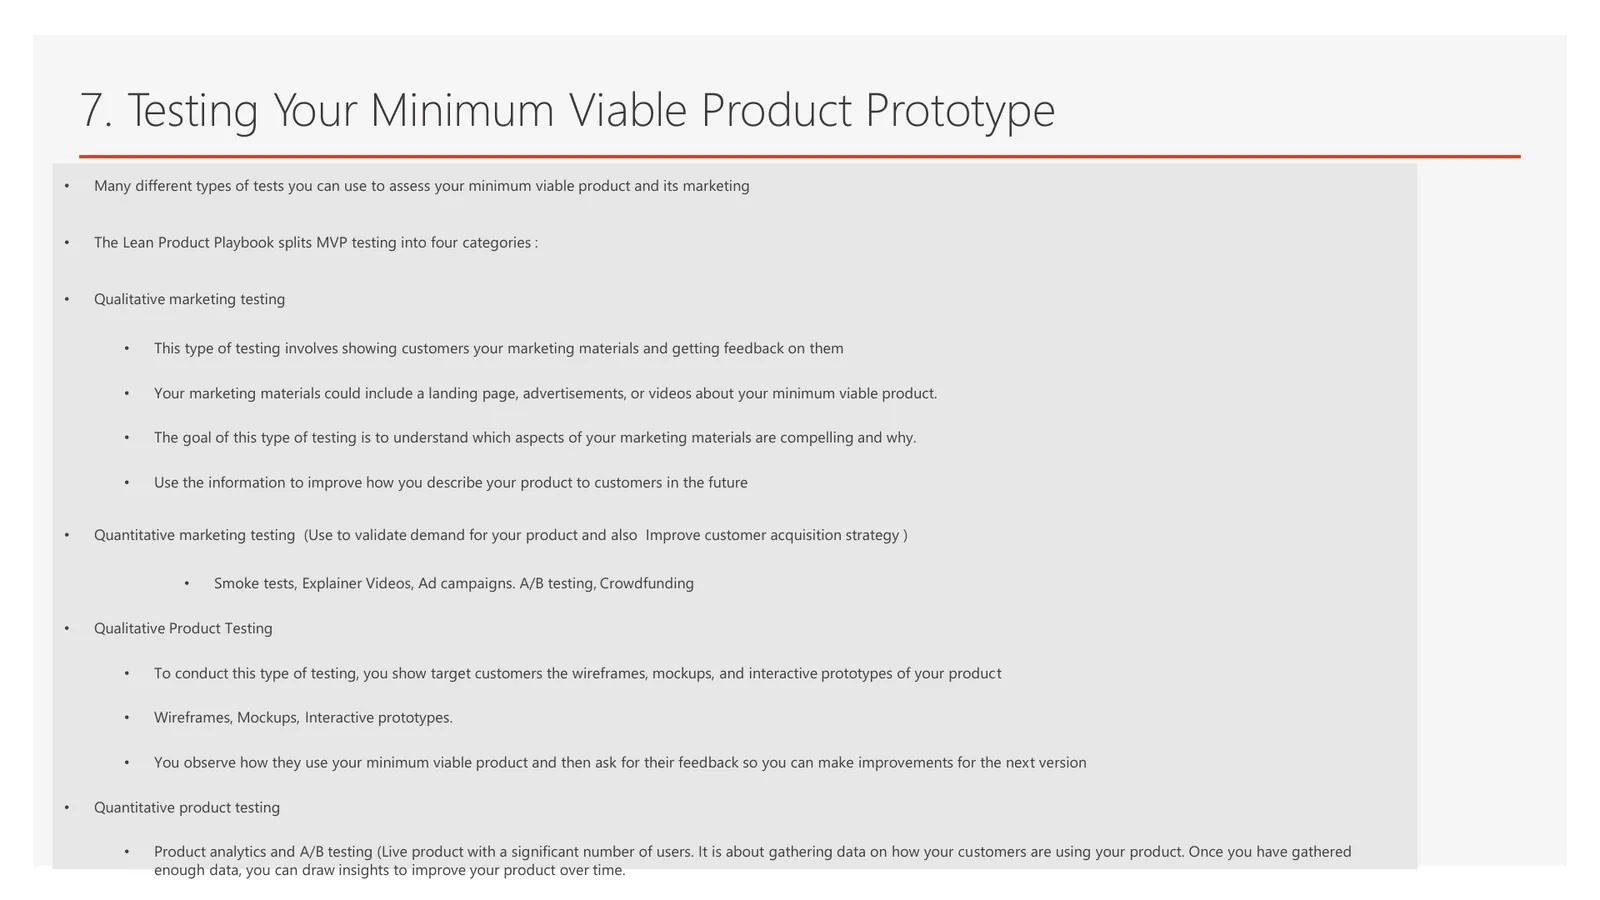 7. Testing Your Minimum Viable Product Prototype
• Many different types of tests you can use to assess your minimum viable product and its marketing
• The Lean Product Playbook splits MVP testing into four categories :
• Qualitative marketing testing
• This type of testing involves showing customers your marketing materials and getting feedback on them
• Your marketing materials could include a landing page, advertisements, or videos about your minimum viable product.
• The goal of this type of testing is to understand which aspects of your marketing materials are compelling and why.
• Use the information to improve how you describe your product to customers in the future
• Quantitative marketing testing  (Use to validate demand for your product and also  Improve customer acquisition strategy )
• Smoke tests, Explainer Videos, Ad campaigns. A/B testing, Crowdfunding
• Qualitative Product Testing
• To conduct this type of testing, you show target customers the wireframes, mockups, and interactive prototypes of your product
• Wireframes, Mockups, Interactive prototypes.
• You observe how they use your minimum viable product and then ask for their feedback so you can make improvements for the next version
• Quantitative product testing
• Product analytics and A/B testing (Live product with a significant number of users. It is about gathering data on how your customers are using your product. Once you have gathered
enough data, you can draw insights to improve your product over time.